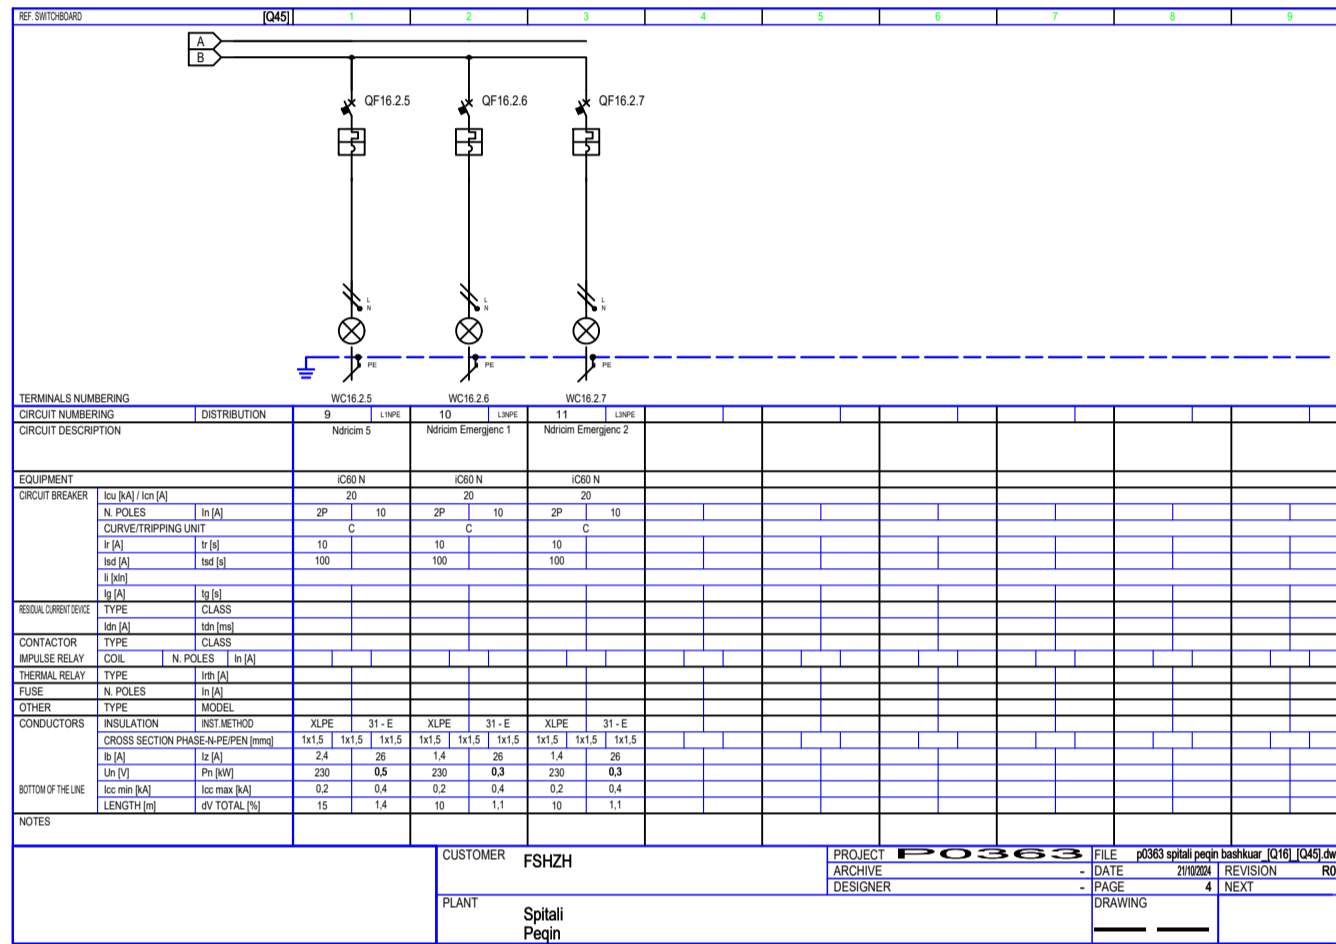 REF. SWITCHBOARD [Q45] 1 2 3 4 5 6 7 8 9
A
B
QF16.2.5 QF16.2.6 QF16.2.7
L L L
N N N
PE PE PE
TERMINALS NUMBERING WC16.2.5 WC16.2.6 WC16.2.7
CIRCUIT NUMBERING DISTRIBUTION 9 L1NPE 10 L3NPE 11 L3NPE
CIRCUIT DESCRIPTION Ndricim 5 Ndricim Emergjenc 1 Ndricim Emergjenc 2
EQUIPMENT iC60 N iC60 N iC60 N
CIRCUIT BREAKER Icu [kA] / Icn [A] 20 20 20
N. POLES In [A] 2P 10 2P 10 2P 10
CURVE/TRIPPING UNIT C C C
Ir [A] tr [s] 10 10 10
Isd [A] tsd [s] 100 100 100
Ii [xIn]
Ig [A] tg [s]
RESIDUAL CURRENT DEVICE TYPE CLASS
Idn [A] tdn [ms]
CONTACTOR TYPE CLASS
IMPULSE RELAY COIL N. POLES In [A]
THERMAL RELAY TYPE Irth [A]
FUSE N. POLES In [A]
OTHER TYPE MODEL
CONDUCTORS INSULATION INST.METHOD XLPE 31 - E XLPE 31 - E XLPE 31 - E
CROSS SECTION PHASE-N-PE/PEN [mmq] 1x1,5 1x1,5 1x1,5 1x1,5 1x1,5 1x1,5 1x1,5 1x1,5 1x1,5
Ib [A] Iz [A] 2,4 26 1,4 26 1,4 26
Un [V] Pn [kW] 230 0,5 230 0,3 230 0,3
BOTTOM OF THE LINE Icc min [kA] Icc max [kA] 0,2 0,4 0,2 0,4 0,2 0,4
LENGTH [m] dV TOTAL [%] 15 1,4 10 1,1 10 1,1
NOTES
CUSTOMER FSHZH
PROJECT P0363 FILE p0363 spitali peqin bashkuar_[Q16]_[Q45].dw
ARCHIVE - DATE 21/10/2024 REVISION R0
DESIGNER - PAGE 4 NEXT
PLANT Spitali
Peqin
DRAWING